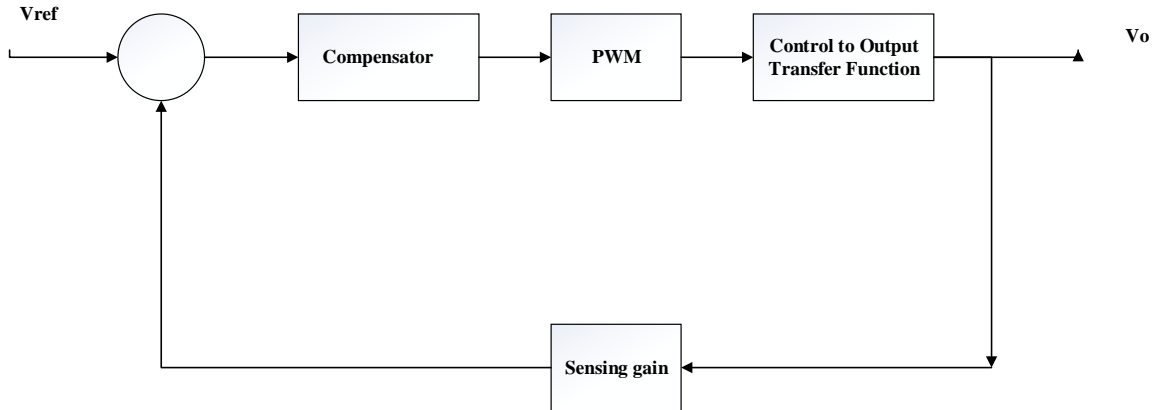 Vref
Vo
Compensator
PWM
Control to Output
Transfer Function
Sensing gain